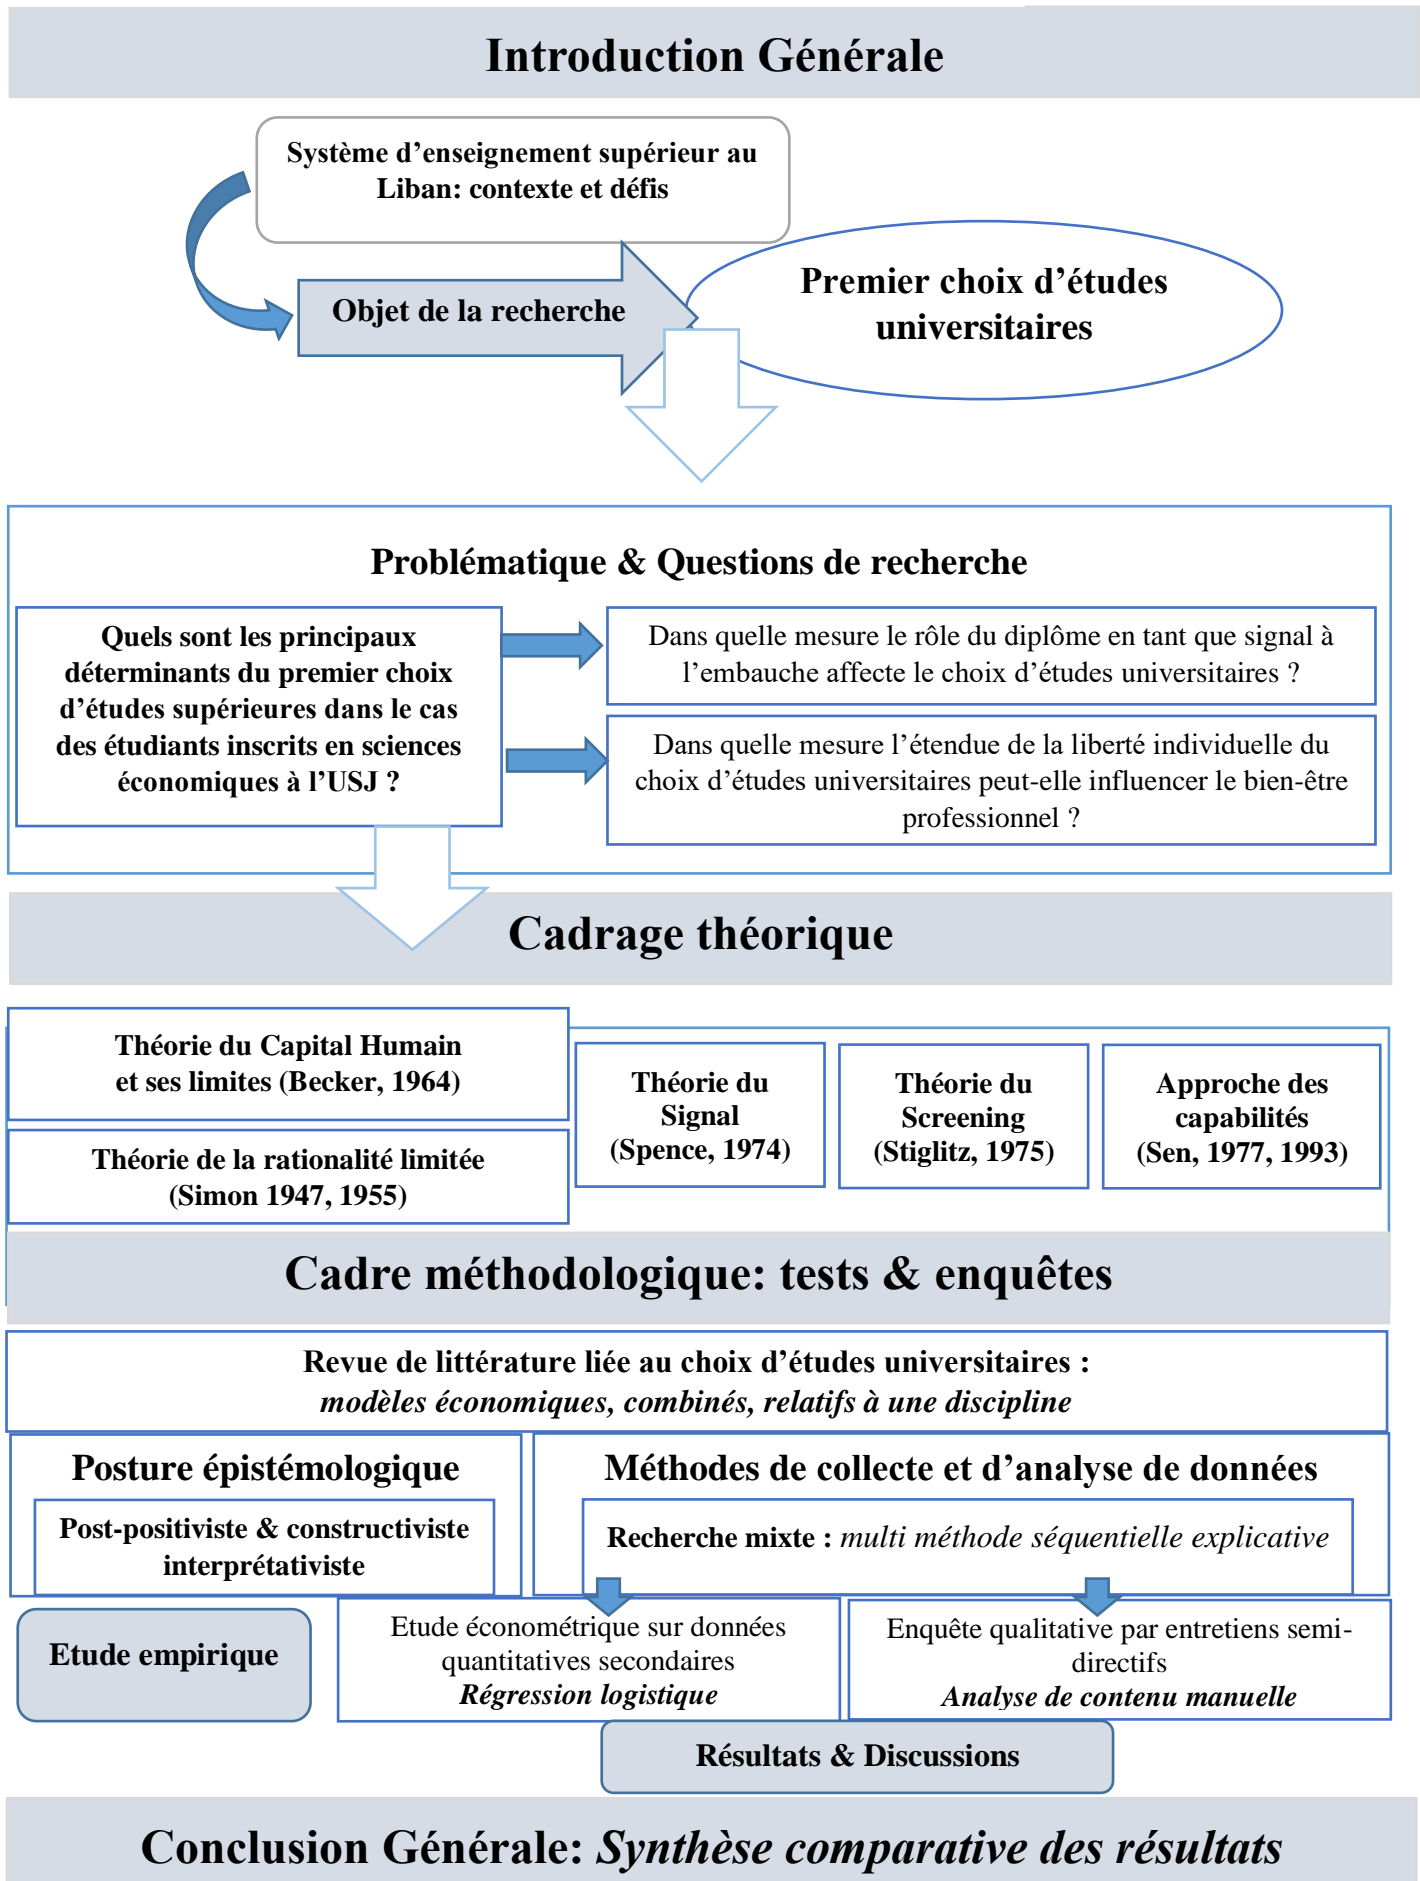 Introduction Générale
Système d’enseignement supérieur au
Liban: contexte et défis
Objet de la recherche
Premier choix d’études
universitaires
Problématique & Questions de recherche
Quels sont les principaux
déterminants du premier choix
d’études supérieures dans le cas
des étudiants inscrits en sciences
économiques à l’USJ ?
Dans quelle mesure le rôle du diplôme en tant que signal à
l’embauche affecte le choix d’études universitaires ?
Dans quelle mesure l’étendue de la liberté individuelle du
choix d’études universitaires peut-elle influencer le bien-être
professionnel ?
Cadrage théorique
Théorie du Capital Humain
et ses limites (Becker, 1964)
Théorie de la rationalité limitée
(Simon 1947, 1955)
Théorie du
Signal
(Spence, 1974)
Théorie du
Screening
(Stiglitz, 1975)
Approche des
capabilités
(Sen, 1977, 1993)
Cadre méthodologique: tests & enquêtes
Revue de littérature liée au choix d’études universitaires :
modèles économiques, combinés, relatifs à une discipline
Posture épistémologique
Post-positiviste & constructiviste
interprétativiste
Méthodes de collecte et d’analyse de données
Recherche mixte : multi méthode séquentielle explicative
Etude empirique
Etude économétrique sur données
quantitatives secondaires
Régression logistique
Enquête qualitative par entretiens semi-
directifs
Analyse de contenu manuelle
Résultats & Discussions
Conclusion Générale: Synthèse comparative des résultats